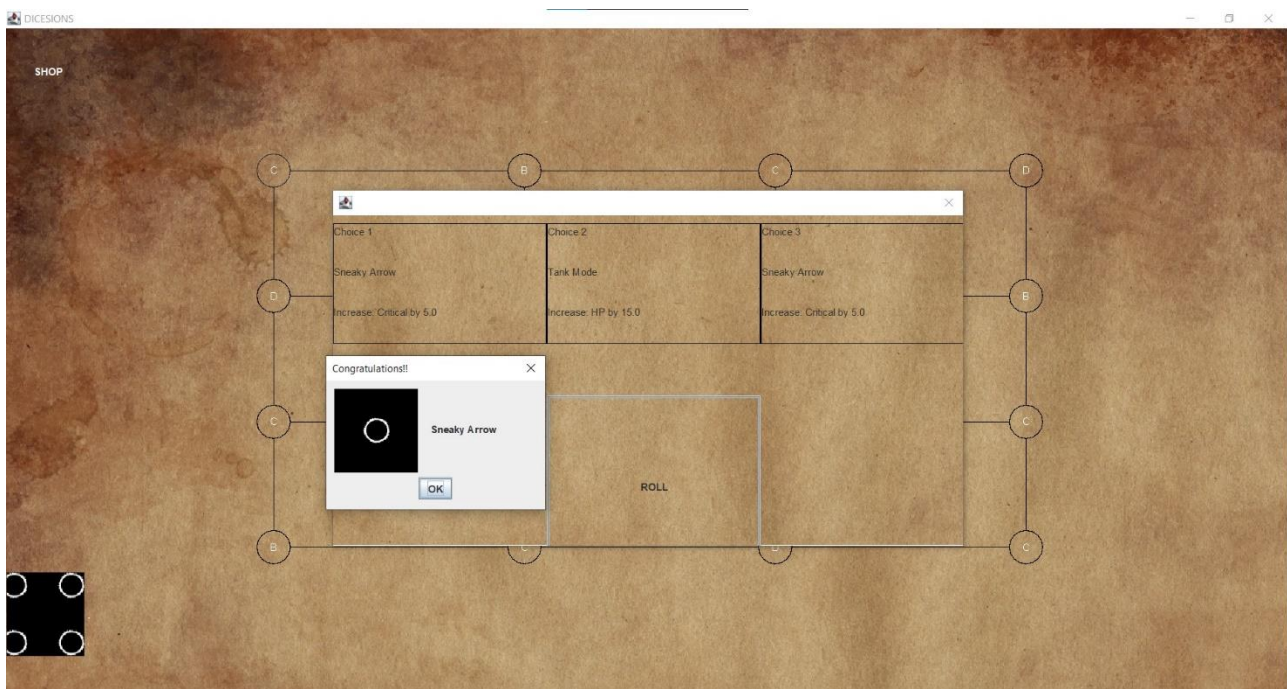 DICESIONS
SHOP
C B C D
Choice 1 Choice 2 Choice 3
Sneaky Arrow Tank Mode Sneaky Arrow
D B
Increase: Critical by 5.0 Increase: HP by 15.0 Increase: Critical by 5.0
Congratulations!!
Sneaky Arrow
C C
OK
ROLL
B C D C